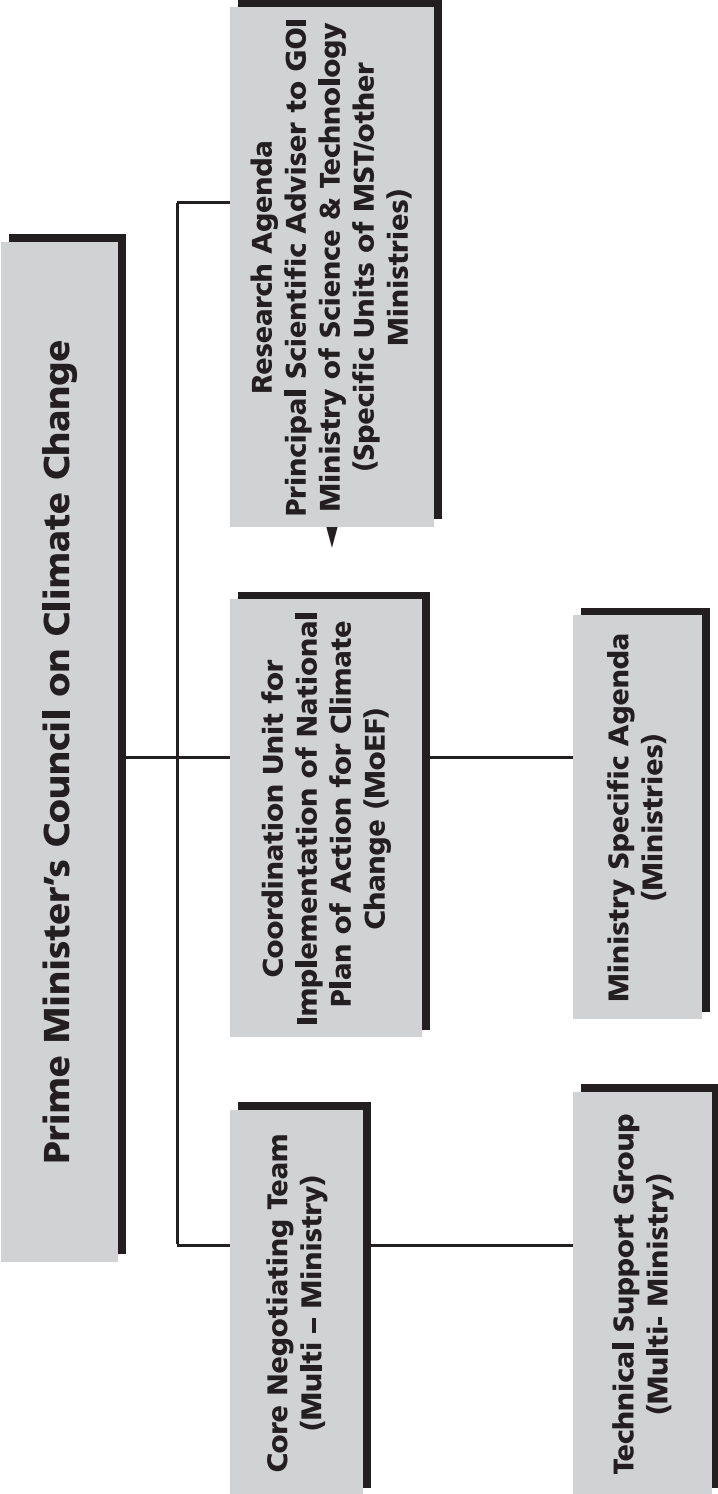 Prime Minister’s Council on Climate Change
Core Negotiating Team
(Multi – Ministry)
Coordination Unit for
Implementation of National
Plan of Action for Climate
Change (MoEF)
Research Agenda
Principal Scientific Adviser to GOI
Ministry of Science & Technology
(Specific Units of MST/other
Ministries)
Technical Support Group
(Multi- Ministry)
Ministry Specific Agenda
(Ministries)